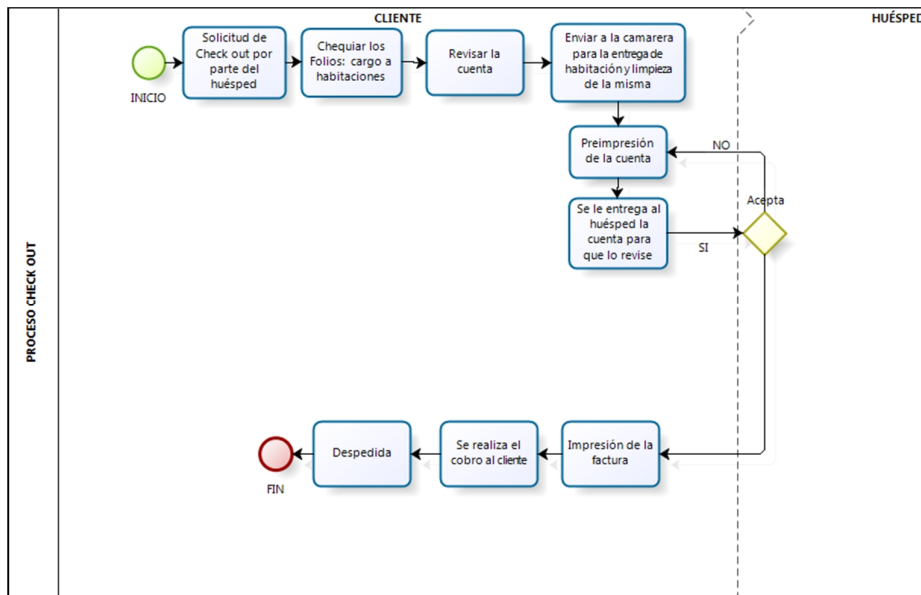 CLIENTE
HUÉSPED
PROCESO CHECK OUT
INICIO
Solicitud de
Check out por
parte del
huésped
Chequiar los
Folios: cargo a
habitaciones
Revisar la
cuenta
Enviar a la camarera
para la entrega de
habitación y limpieza
de la misma
Preimpresión
de la cuenta
NO
Se le entrega al
huésped la
cuenta para
que lo revise
SI
Acepta
Impresión de la
factura
Se realiza el
cobro al cliente
Despedida
FIN